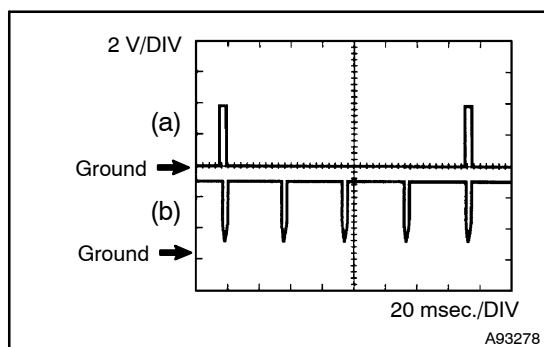 2 V/DIV
(a)
Ground
(b)
Ground
20 msec./DIV
A93278